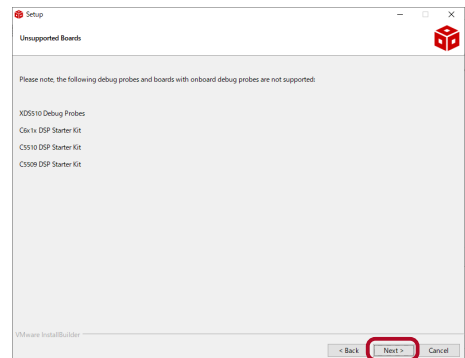 Setup
Unsupported Boards
Please note, the following debug probes and boards with onboard debug probes are not supported:
XDS510 Debug Probes
C6x1x DSP Starter Kit
C5510 DSP Starter Kit
C5509 DSP Starter Kit
VMware InstallBuilder
< Back Next > Cancel